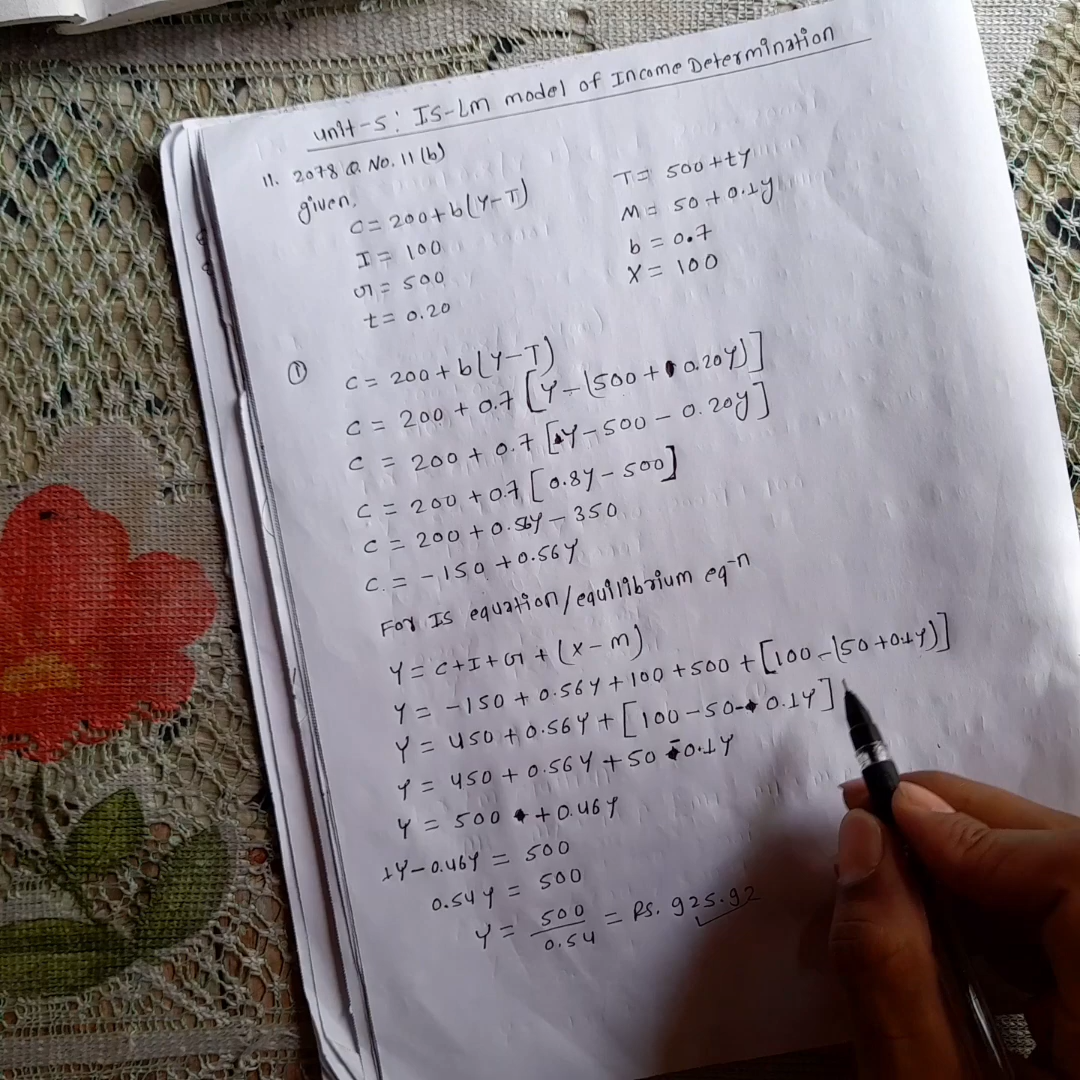 Unit-5: IS-LM model of Income Determination
11. 2078 Q. No. 11 (b)
given,
C = 200+b(Y-T)
I = 100
G = 500
t = 0.20
T = 500+tY
M = 50+0.1Y
b = 0.7
X = 100
① C = 200+b(Y-T)
C = 200 + 0.7 [Y-(500+0.20Y)]
C = 200 + 0.7 [Y-500-0.20Y]
C = 200 + 0.7 [0.8Y-500]
C = 200 + 0.56Y - 350
C = -150 + 0.56Y
For IS equation/equilibrium eq-n
Y = C+I+G+(X-M)
Y = -150 + 0.56Y + 100 + 500 + [100-(50+0.1Y)]
Y = 450 + 0.56Y + [100-50-0.1Y]
Y = 450 + 0.56Y + 50 - 0.1Y
Y = 500 + 0.46Y
1Y-0.46Y = 500
0.54Y = 500
Y = 500/0.54 = Rs. 925.92